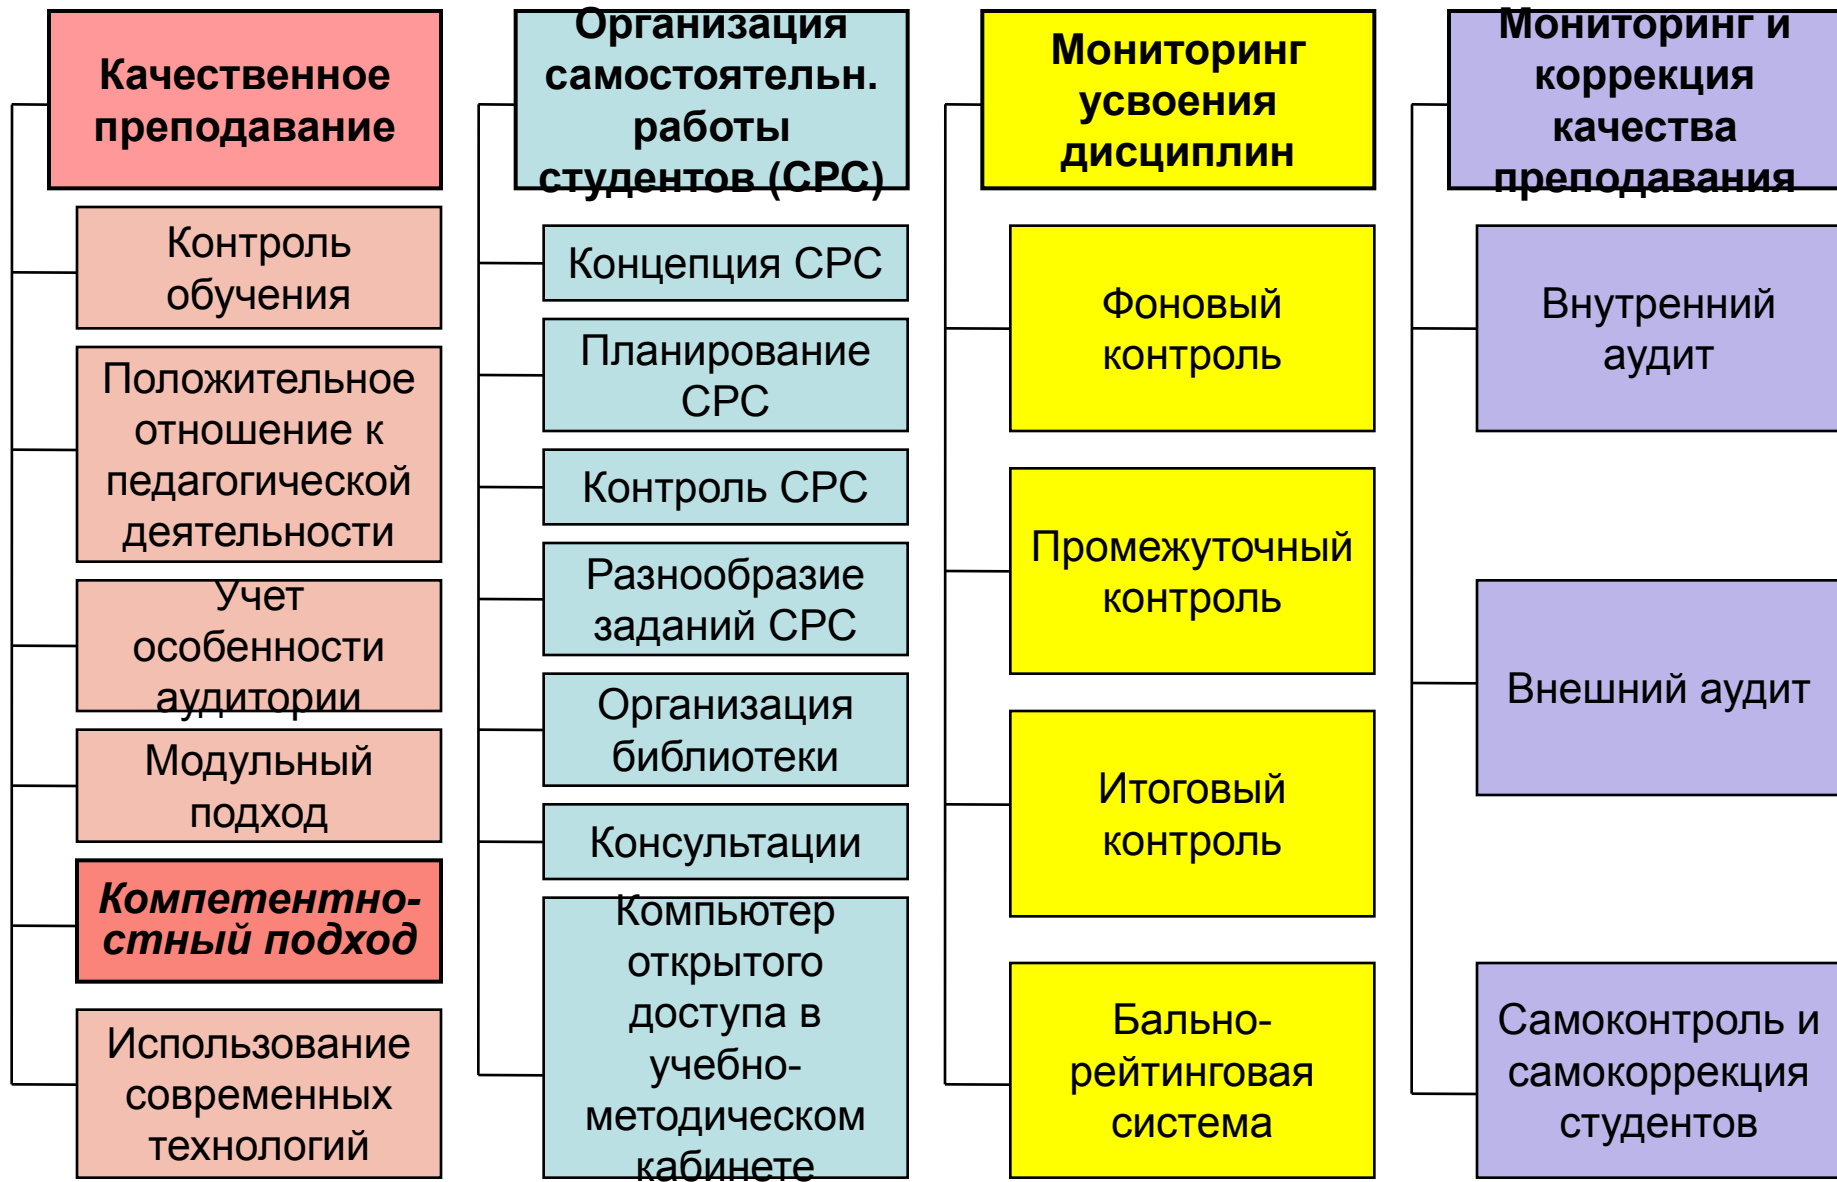 Качественное
преподавание
Контроль
обучения
Положительное
отношение к
педагогической
деятельности
Учет
особенности
аудитории
Модульный
подход
Компетентно-
стный подход
Использование
современных
технологий
Организация
самостоятельн.
работы
студентов (СРС)
Концепция СРС
Планирование
СРС
Контроль СРС
Разнообразие
заданий СРС
Организация
библиотеки
Консультации
Компьютер
открытого
доступа в
учебно-
методическом
кабинете
Мониторинг
усвоения
дисциплин
Фоновый
контроль
Промежуточный
контроль
Итоговый
контроль
Бально-
рейтинговая
система
Мониторинг и
коррекция
качества
преподавания
Внутренний
аудит
Внешний аудит
Самоконтроль и
самокоррекция
студентов